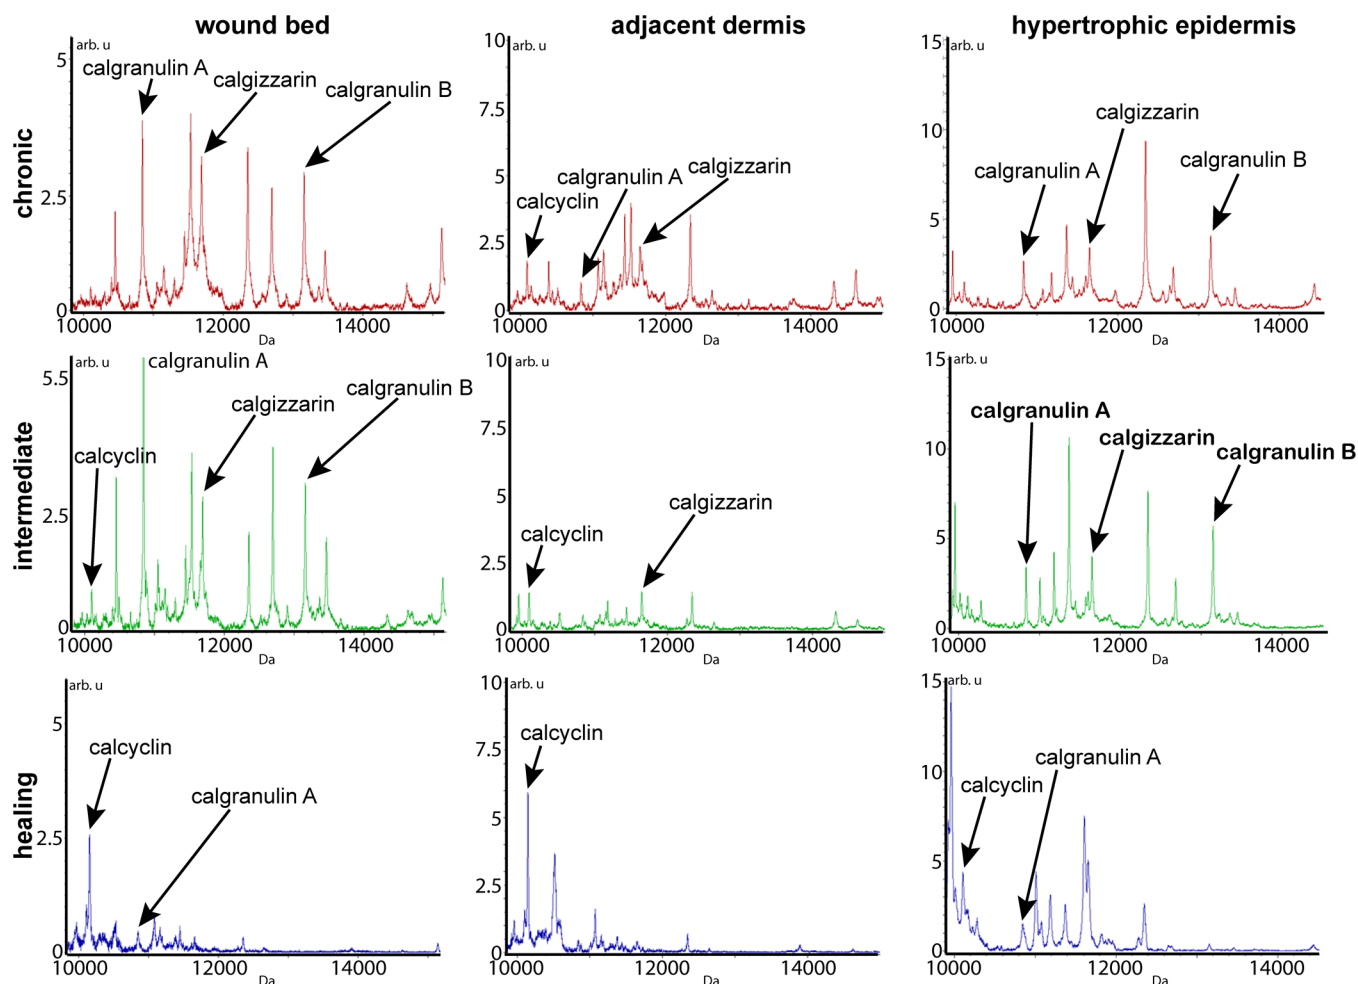 wound bed
adjacent dermis
hypertrophic epidermis
chronic
arb. u
5
2.5
0
calgranulin A
calgizzarin
calgranulin B
10000 12000 14000
Da
arb. u
10
7.5
5
2.5
0
calcyclin
calgranulin A
calgizzarin
10000 12000 14000
Da
arb. u
15
10
5
0
calgranulin A
calgizzarin
calgranulin B
10000 12000 14000
Da
intermediate
arb. u
5.5
2.5
0
calgranulin A
calgizzarin
calgranulin B
calcyclin
10000 12000 14000
Da
arb. u
10
7.5
5
2.5
0
calcyclin
calgizzarin
10000 12000 14000
Da
arb. u
15
10
5
0
calgranulin A
calgizzarin
calgranulin B
10000 12000 14000
Da
healing
arb. u
5
2.5
0
calcyclin
calgranulin A
10000 12000 14000
Da
arb. u
10
7.5
5
2.5
0
calcyclin
10000 12000 14000
Da
arb. u
15
10
5
0
calgranulin A
calcyclin
10000 12000 14000
Da